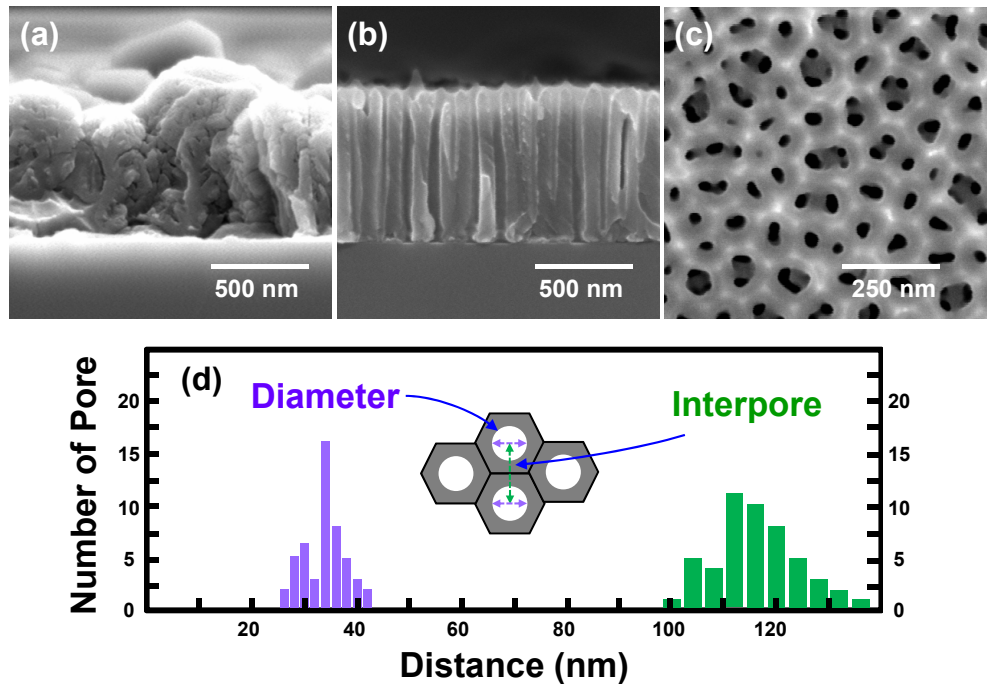 (a)
(b)
(c)
500 nm
500 nm
250 nm
(d)
Diameter
Interpore
Number of Pore
20
15
10
5
0
20
15
10
5
0
20
40
60
80
100
120
Distance (nm)